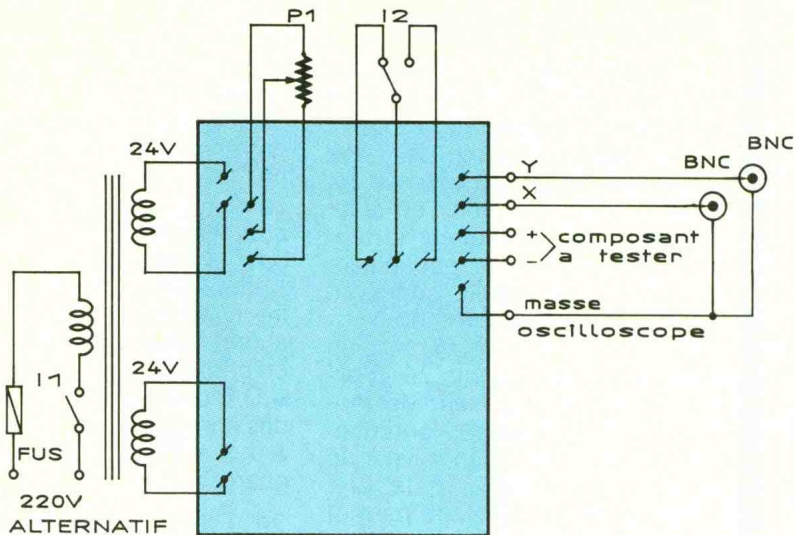 P1
I2
24V
Y
BNC
BNC
X
+
composant
- a tester
masse
oscilloscope
24V
I1
FUS
220V
ALTERNATIF